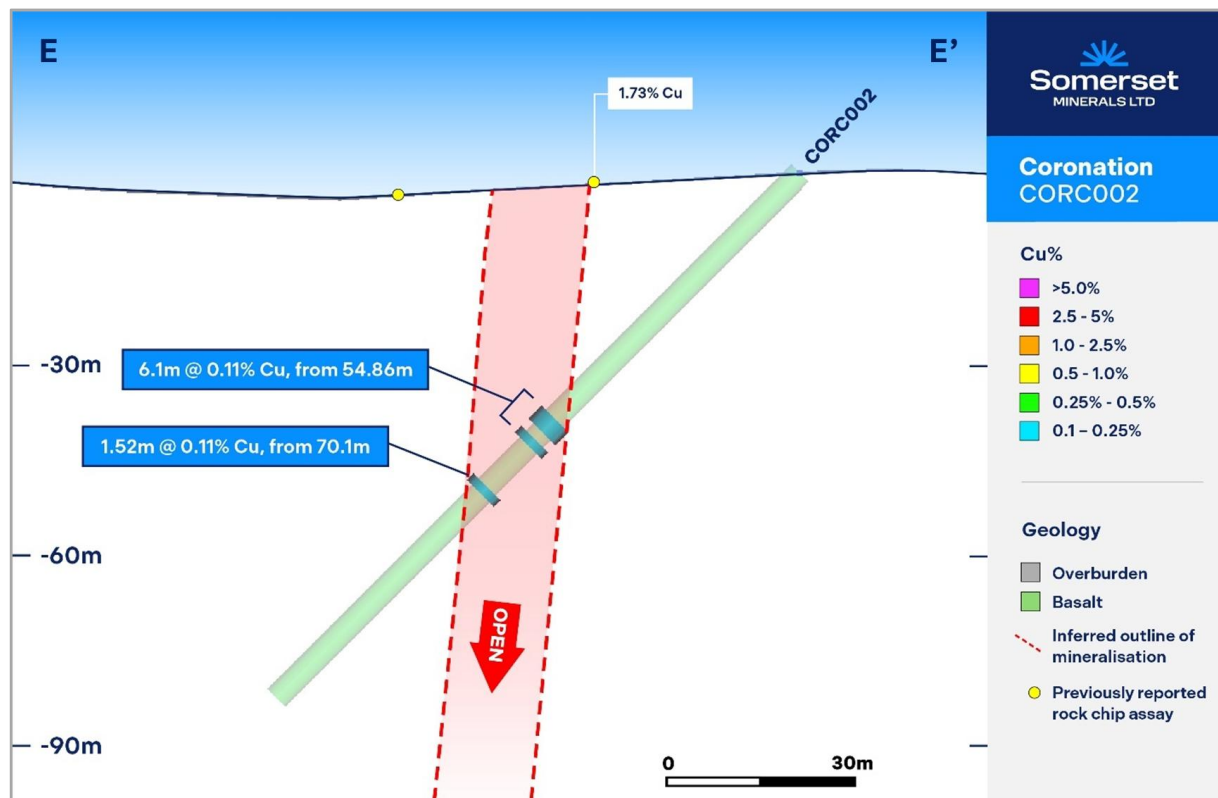 E
E’
1.73% Cu
CORC002
-30m
6.1m @ 0.11% Cu, from 54.86m
1.52m @ 0.11% Cu, from 70.1m
-60m
OPEN
-90m
0
30m
Somerset
MINERALS LTD
Coronation
CORC002
Cu%
>5.0%
2.5 - 5%
1.0 - 2.5%
0.5 - 1.0%
0.25% - 0.5%
0.1 – 0.25%
Geology
Overburden
Basalt
Inferred outline of
mineralisation
Previously reported
rock chip assay